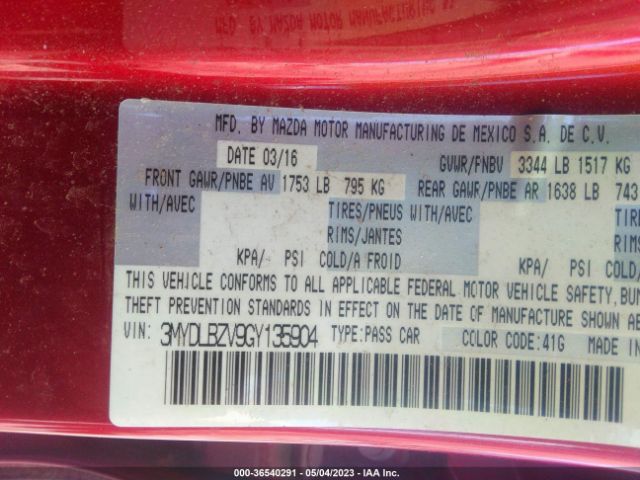 MFD. BY MAZDA MOTOR MANUFACTURING DE MEXICO S.A. DE C.V.
DATE 03/16 GVWR/PNBV 3344 LB 1517 KG
FRONT GAWR/PNBE AV 1753 LB 795 KG REAR GAWR/PNBE AR 1638 LB 743
WITH/AVEC TIRES/PNEUS WITH/AVEC TIRES
RIMS/JANTES RIMS/
KPA/ PSI COLD/A FROID KPA/ PSI COLD/
THIS VEHICLE CONFORMS TO ALL APPLICABLE FEDERAL MOTOR VEHICLE SAFETY, BUM
THEFT PREVENTION STANDARDS IN EFFECT ON THE DATE OF MANUFACTURE SHOWN AB
VIN: 3MYDLBZV9GY135904 TYPE:PASS CAR COLOR CODE:41G MADE IN
000-36540291 - 05/04/2023 - IAA Inc.